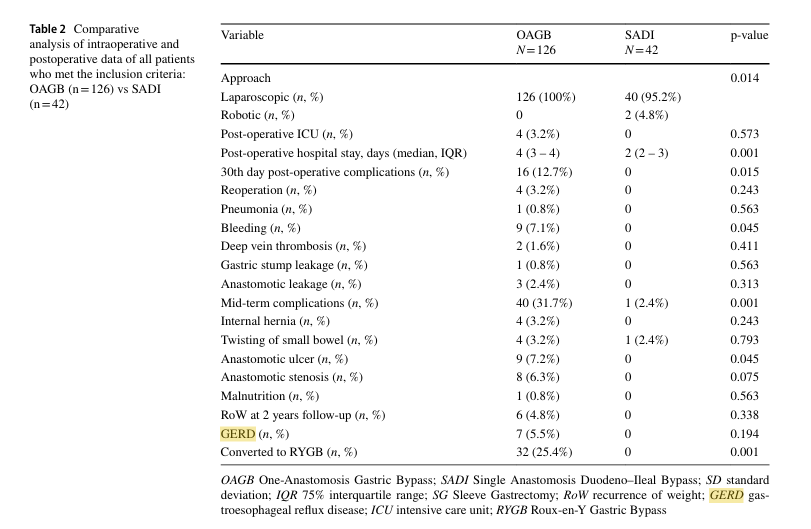 Table 2 Comparative
analysis of intraoperative and
postoperative data of all patients
who met the inclusion criteria:
OAGB (n = 126) vs SADI
(n = 42)
Variable OAGB SADI p-value
N = 126 N = 42
Approach 0.014
Laparoscopic (n, %) 126 (100%) 40 (95.2%)
Robotic (n, %) 0 2 (4.8%)
Post-operative ICU (n, %) 4 (3.2%) 0 0.573
Post-operative hospital stay, days (median, IQR) 4 (3 – 4) 2 (2 – 3) 0.001
30th day post-operative complications (n, %) 16 (12.7%) 0 0.015
Reoperation (n, %) 4 (3.2%) 0 0.243
Pneumonia (n, %) 1 (0.8%) 0 0.563
Bleeding (n, %) 9 (7.1%) 0 0.045
Deep vein thrombosis (n, %) 2 (1.6%) 0 0.411
Gastric stump leakage (n, %) 1 (0.8%) 0 0.563
Anastomotic leakage (n, %) 3 (2.4%) 0 0.313
Mid-term complications (n, %) 40 (31.7%) 1 (2.4%) 0.001
Internal hernia (n, %) 4 (3.2%) 0 0.243
Twisting of small bowel (n, %) 4 (3.2%) 1 (2.4%) 0.793
Anastomotic ulcer (n, %) 9 (7.2%) 0 0.045
Anastomotic stenosis (n, %) 8 (6.3%) 0 0.075
Malnutrition (n, %) 1 (0.8%) 0 0.563
RoW at 2 years follow-up (n, %) 6 (4.8%) 0 0.338
GERD (n, %) 7 (5.5%) 0 0.194
Converted to RYGB (n, %) 32 (25.4%) 0 0.001
OAGB One-Anastomosis Gastric Bypass; SADI Single Anastomosis Duodeno–Ileal Bypass; SD standard
deviation; IQR 75% interquartile range; SG Sleeve Gastrectomy; RoW recurrence of weight; GERD gas-
troesophageal reflux disease; ICU intensive care unit; RYGB Roux-en-Y Gastric Bypass